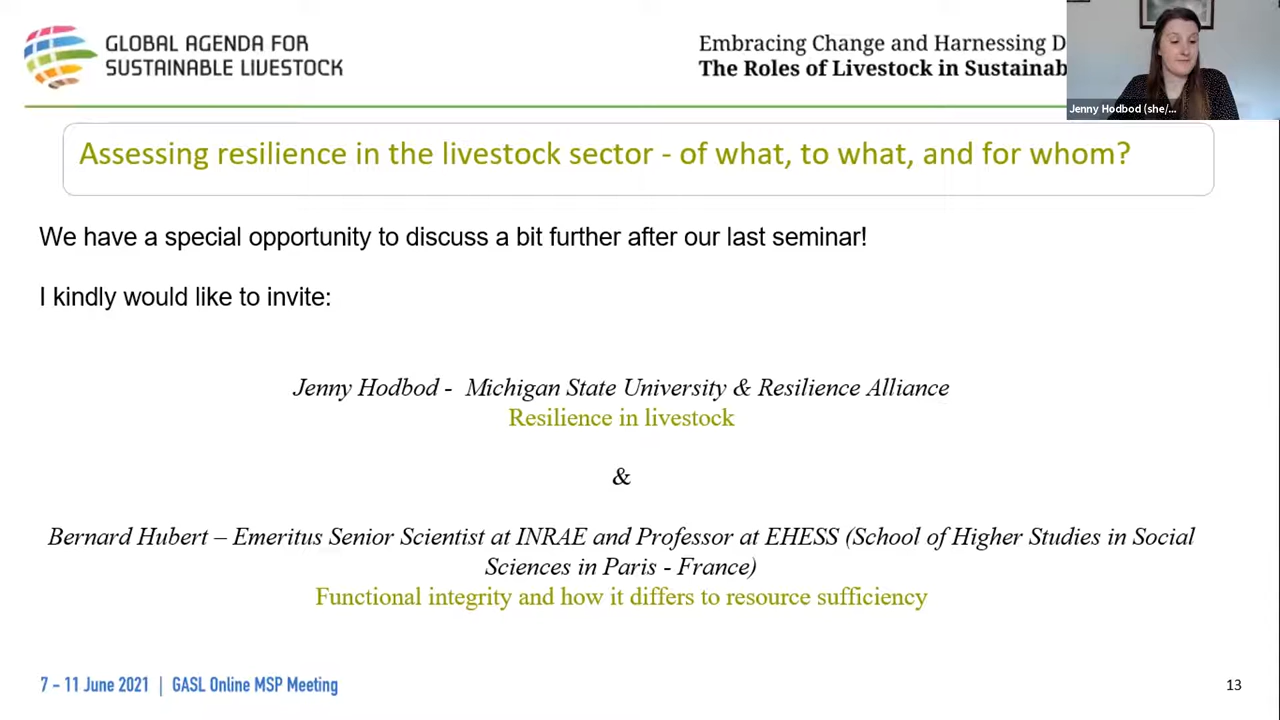 GLOBAL AGENDA FOR
SUSTAINABLE LIVESTOCK
Embracing Change and Harnessing D
The Roles of Livestock in Sustainab
Jenny Hodbod (she/...
Assessing resilience in the livestock sector - of what, to what, and for whom?
We have a special opportunity to discuss a bit further after our last seminar!
I kindly would like to invite:
Jenny Hodbod - Michigan State University & Resilience Alliance
Resilience in livestock
&
Bernard Hubert – Emeritus Senior Scientist at INRAE and Professor at EHESS (School of Higher Studies in Social
Sciences in Paris - France)
Functional integrity and how it differs to resource sufficiency
7 – 11 June 2021 | GASL Online MSP Meeting
13